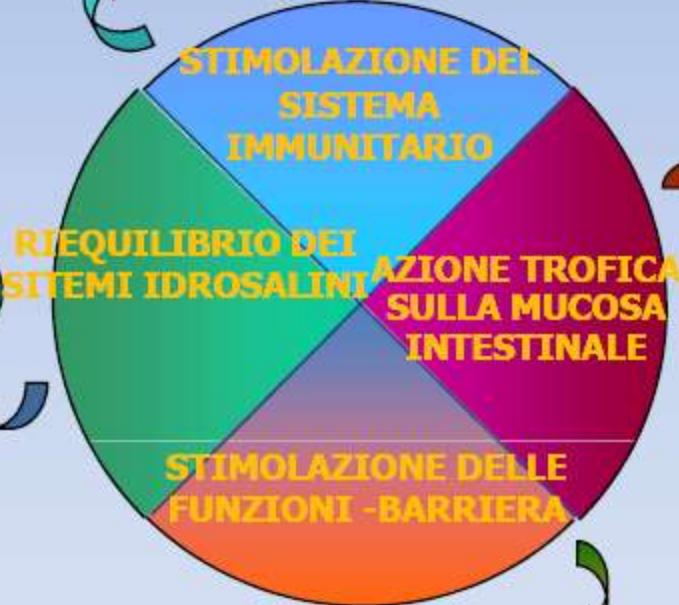 STIMOLAZIONE DEL
SISTEMA
IMMUNITARIO
RIEQUILIBRIO DEI
SITEMI IDROSALINI
AZIONE TROFICA
SULLA MUCOSA
INTESTINALE
STIMOLAZIONE DELLE
FUNZIONI -BARRIERA